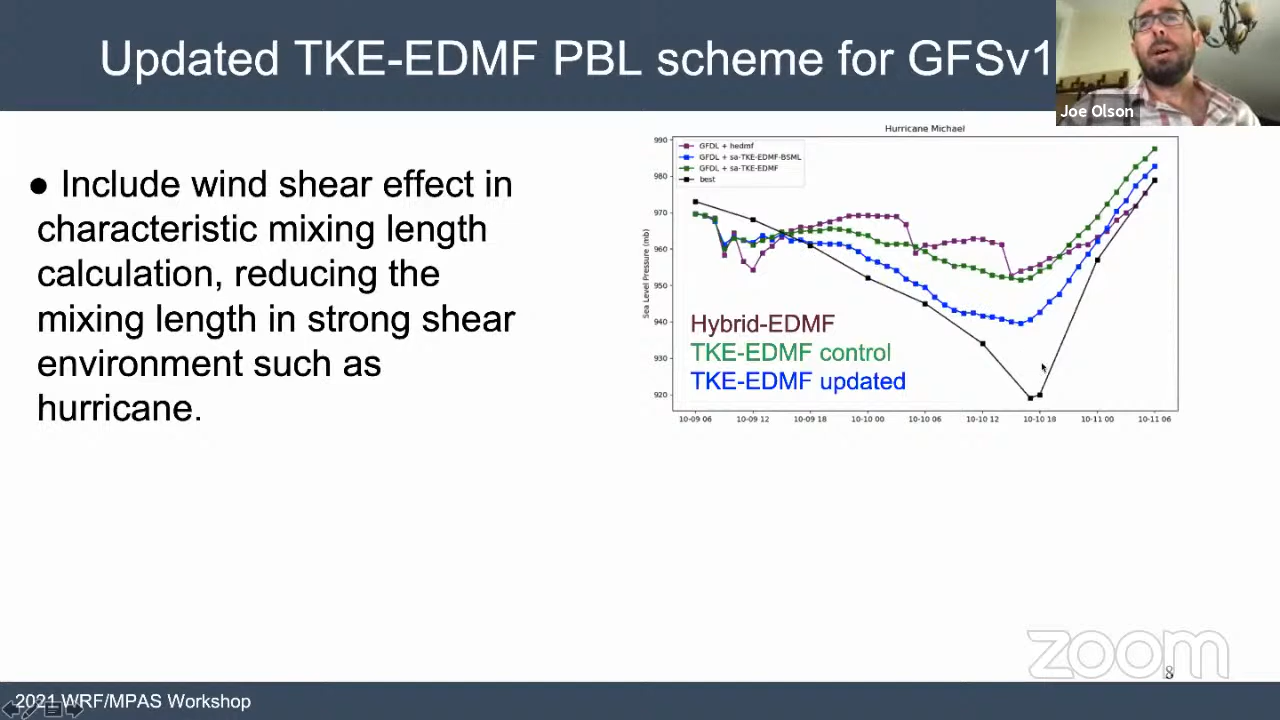 Updated TKE-EDMF PBL scheme for GFSv1
Joe Olson
● Include wind shear effect in
characteristic mixing length
calculation, reducing the
mixing length in strong shear
environment such as
hurricane.
Hurricane Michael
GFDL + hedmf
GFDL + sa-TKE-EDMF-BSML
GFDL + sa-TKE-EDMF
best
Sea Level Pressure (mb)
990
980
970
960
950
940
930
920
Hybrid-EDMF
TKE-EDMF control
TKE-EDMF updated
10-09 06 10-09 12 10-09 18 10-10 00 10-10 06 10-10 12 10-10 18 10-11 00 10-11 06
zoom
8
2021 WRF/MPAS Workshop